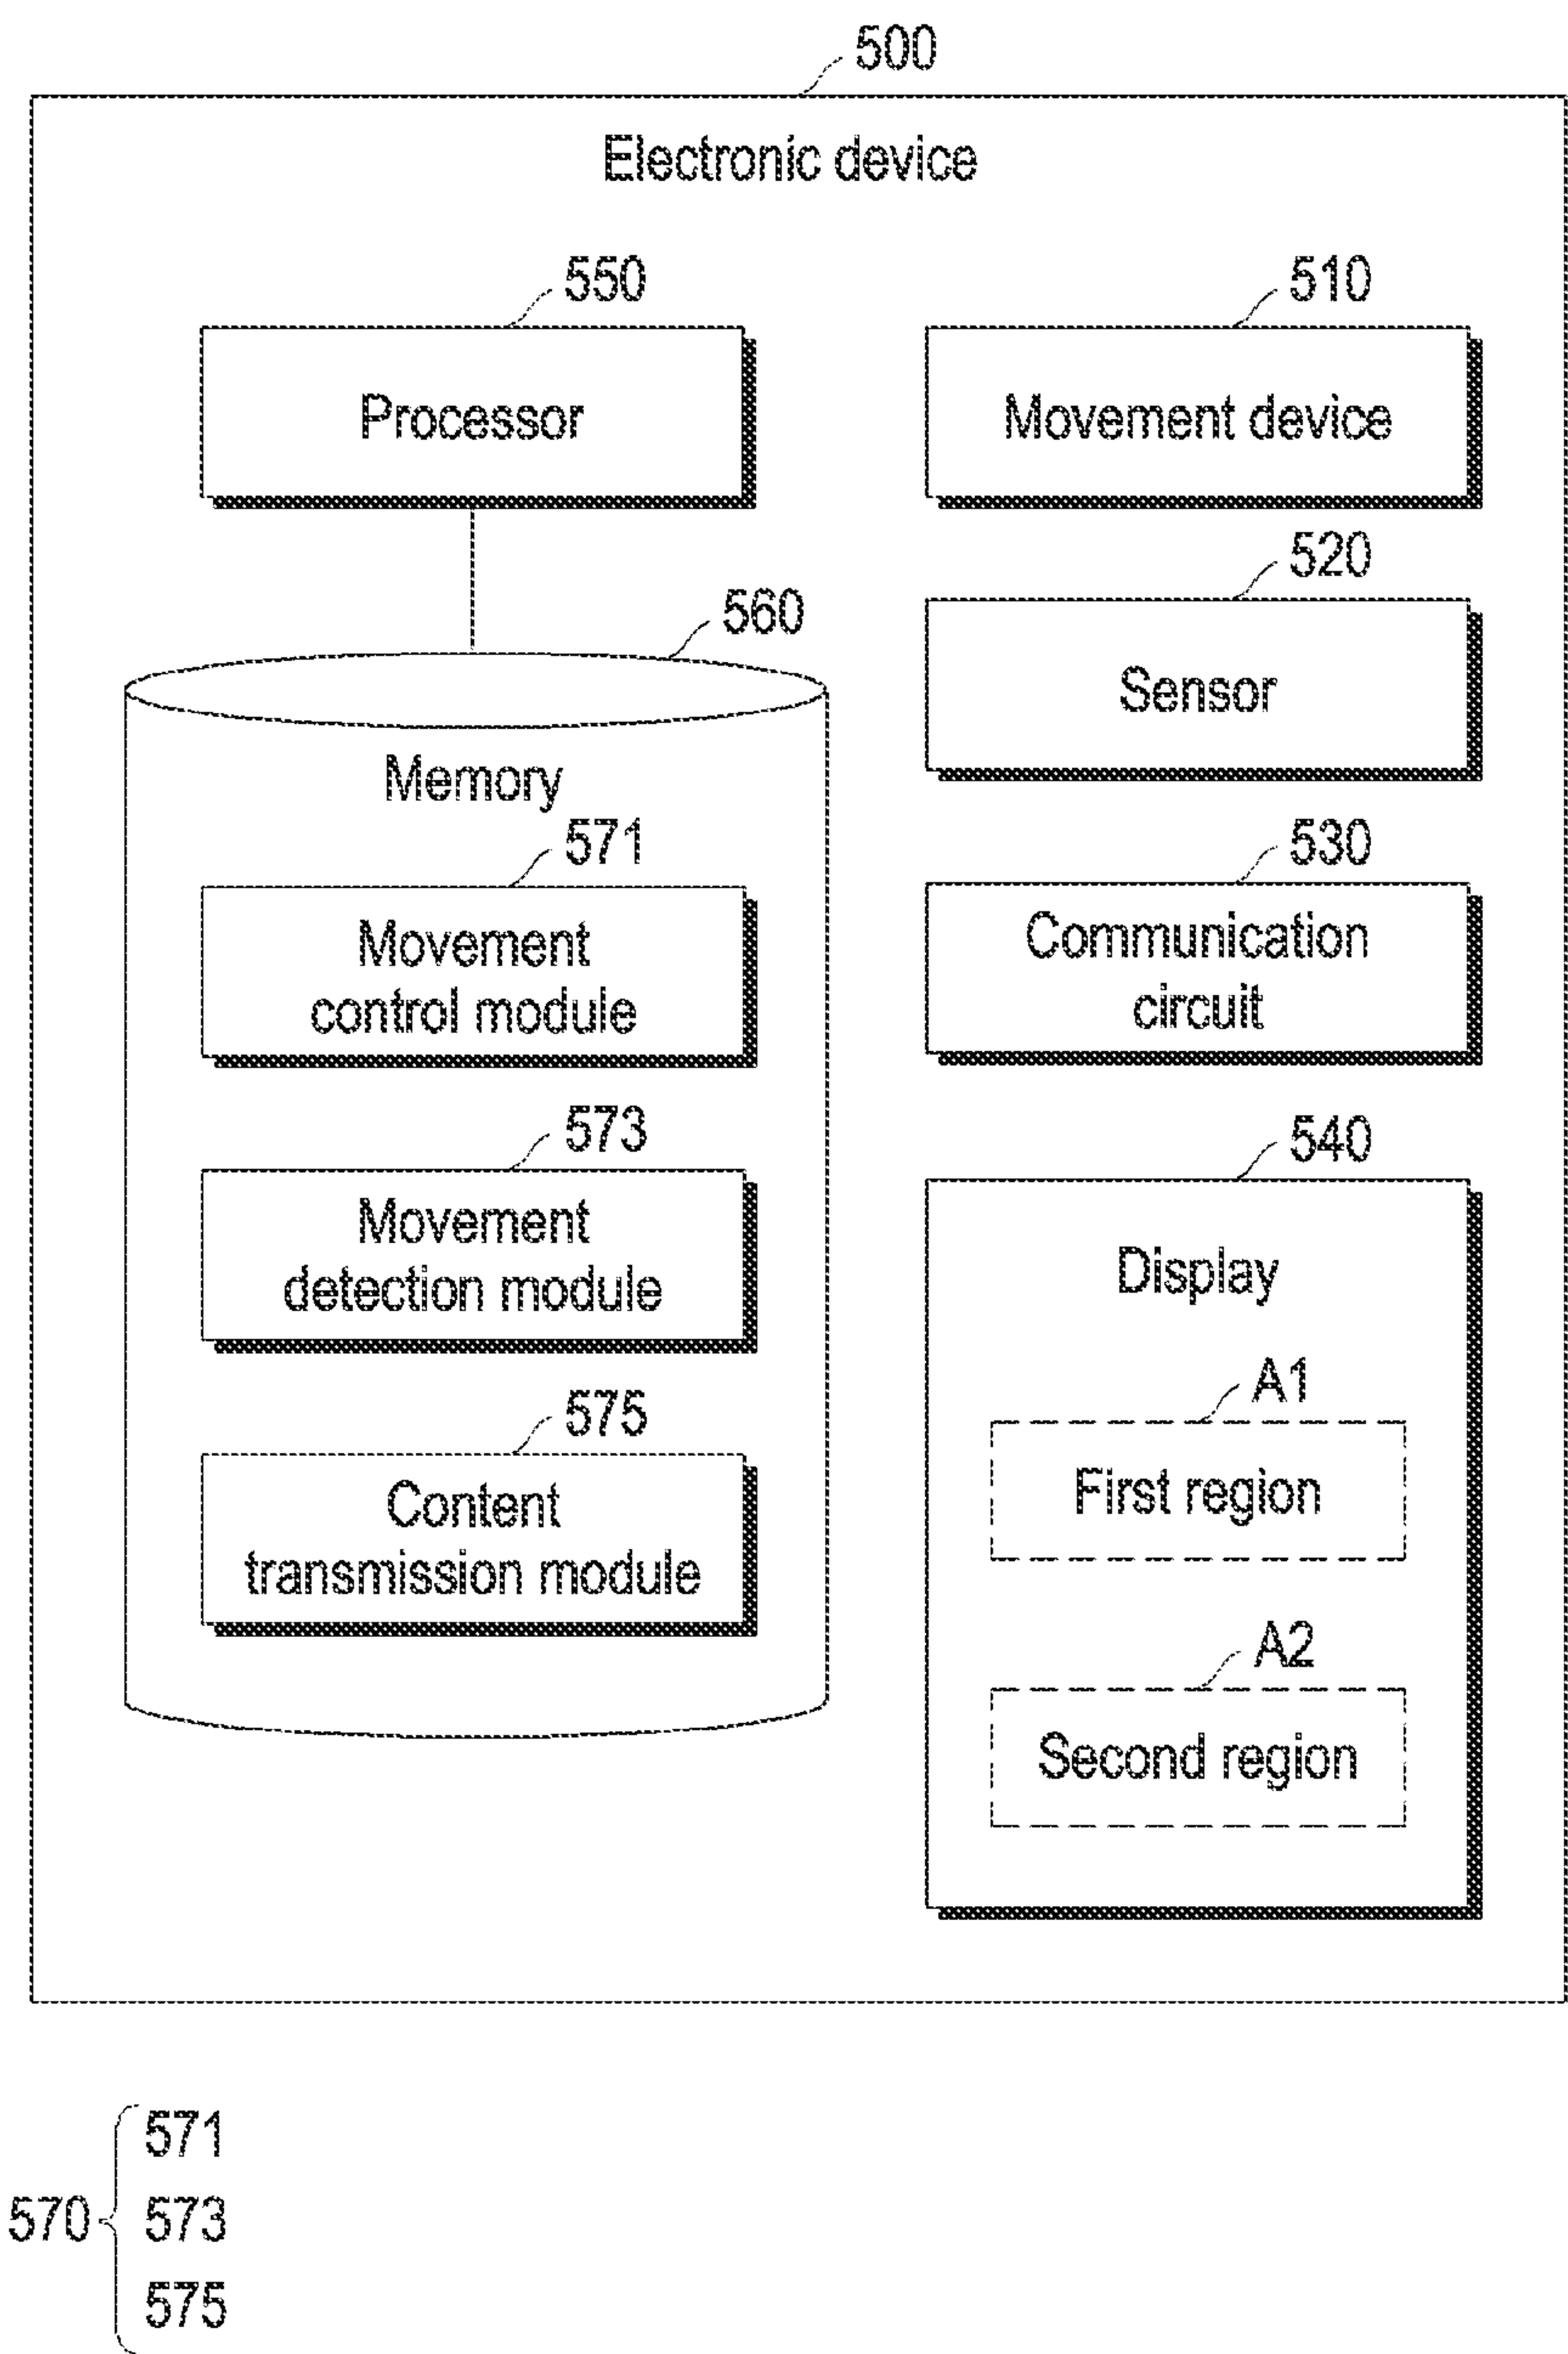 500
Electronic device
550
Processor
510
Movement device
520
Sensor
560
Memory
571
Movement
control module
530
Communication
circuit
573
Movement
detection module
540
Display
575
Content
transmission module
A1
First region
A2
Second region
570
571
573
575